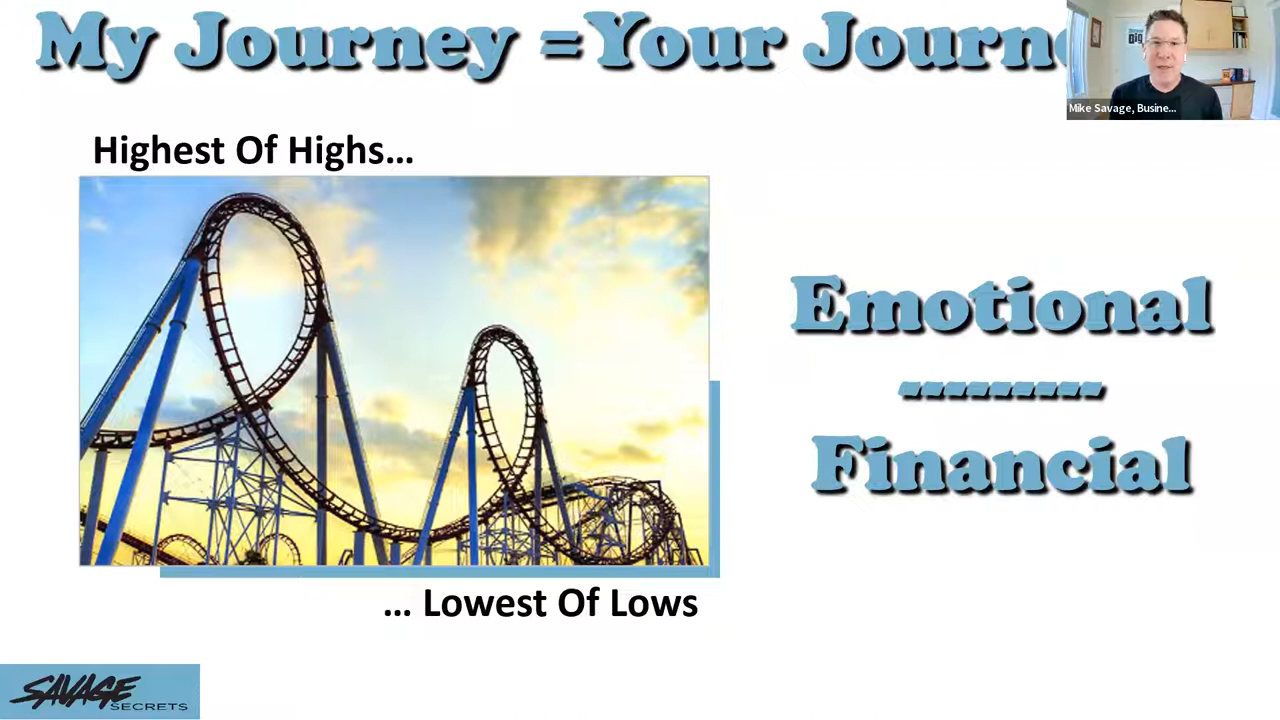 My Journey =Your Journe
Mike Savage, Busine...
Highest Of Highs...
Emotional
---------
Financial
... Lowest Of Lows
SAVAGE
SECRETS